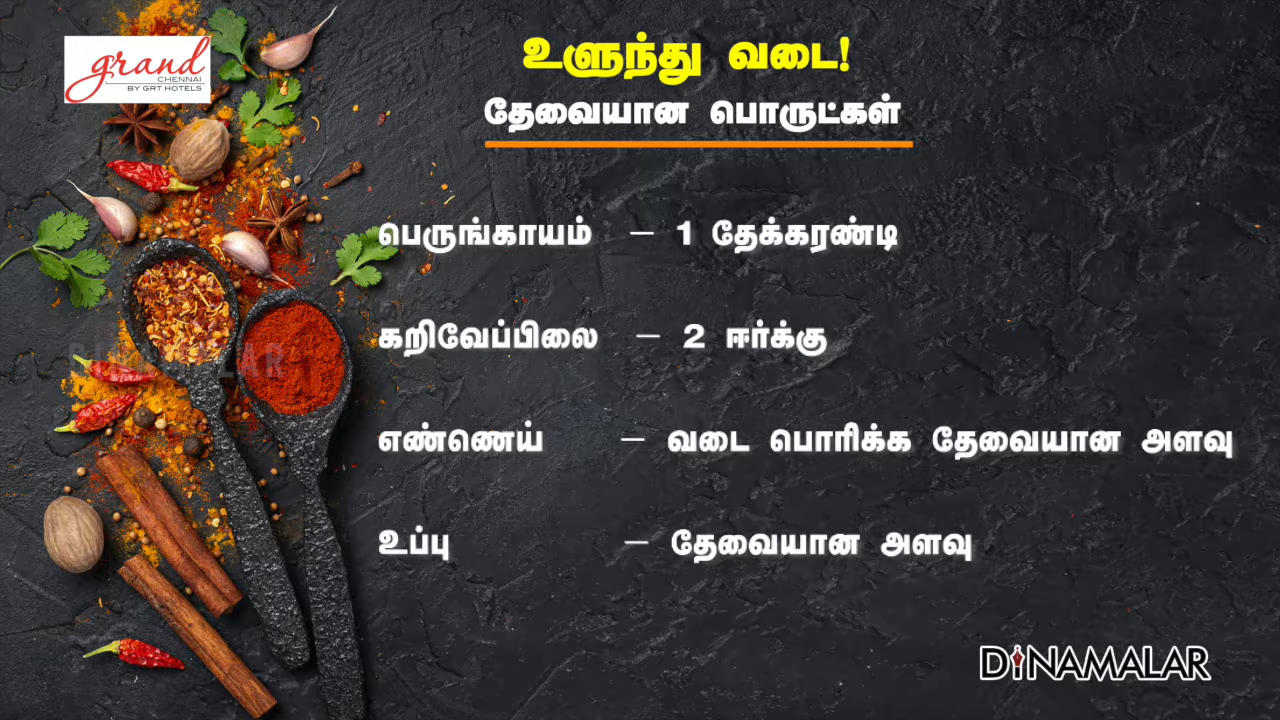 grand
CHENNAI
BY GRT HOTELS
உளுந்து வடை!
தேவையான பொருட்கள்
பெருங்காயம் – 1 தேக்கரண்டி
கறிவேப்பிலை – 2 ஈர்க்கு
எண்ணெய் – வடை பொரிக்க தேவையான அளவு
உப்பு – தேவையான அளவு
DINAMALAR
DINAMALAR